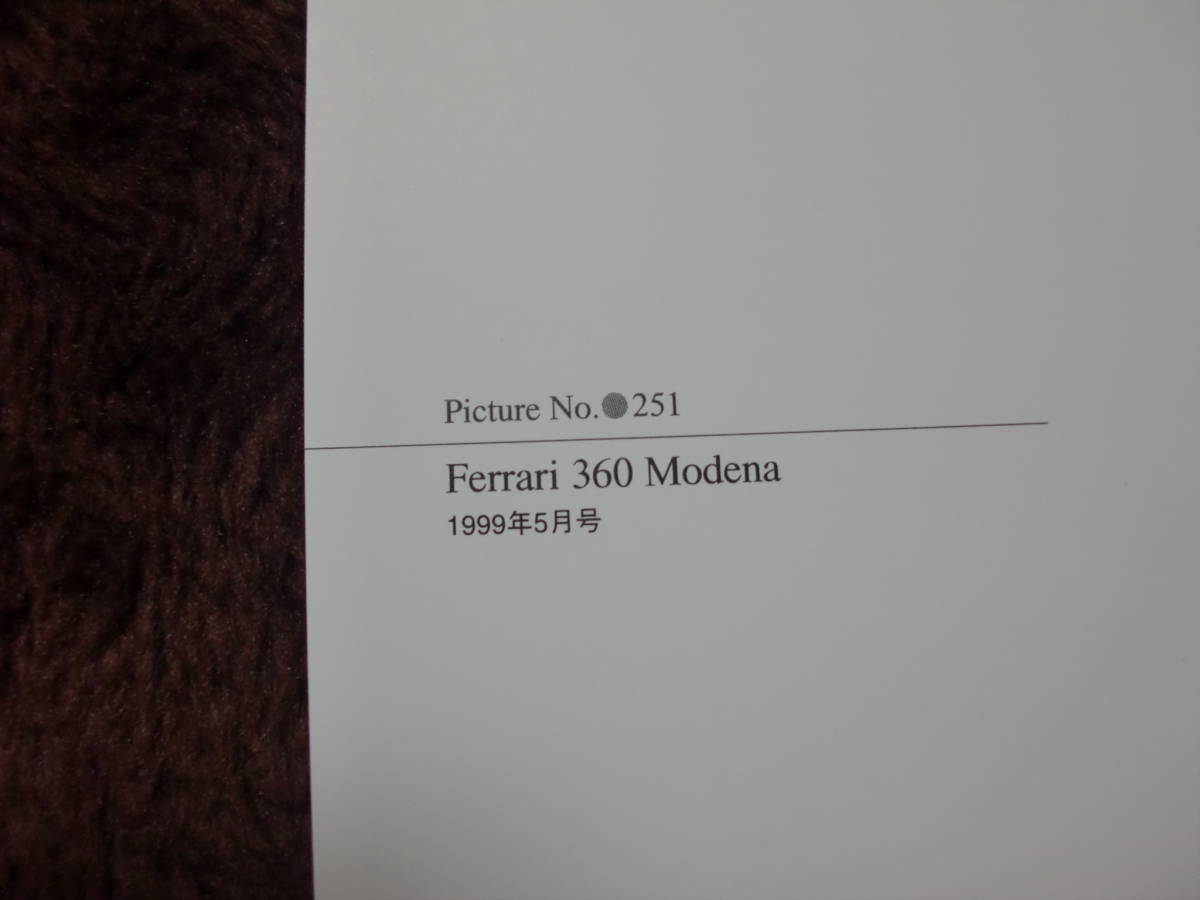 Picture No.●251
Ferrari 360 Modena
1999年5月号